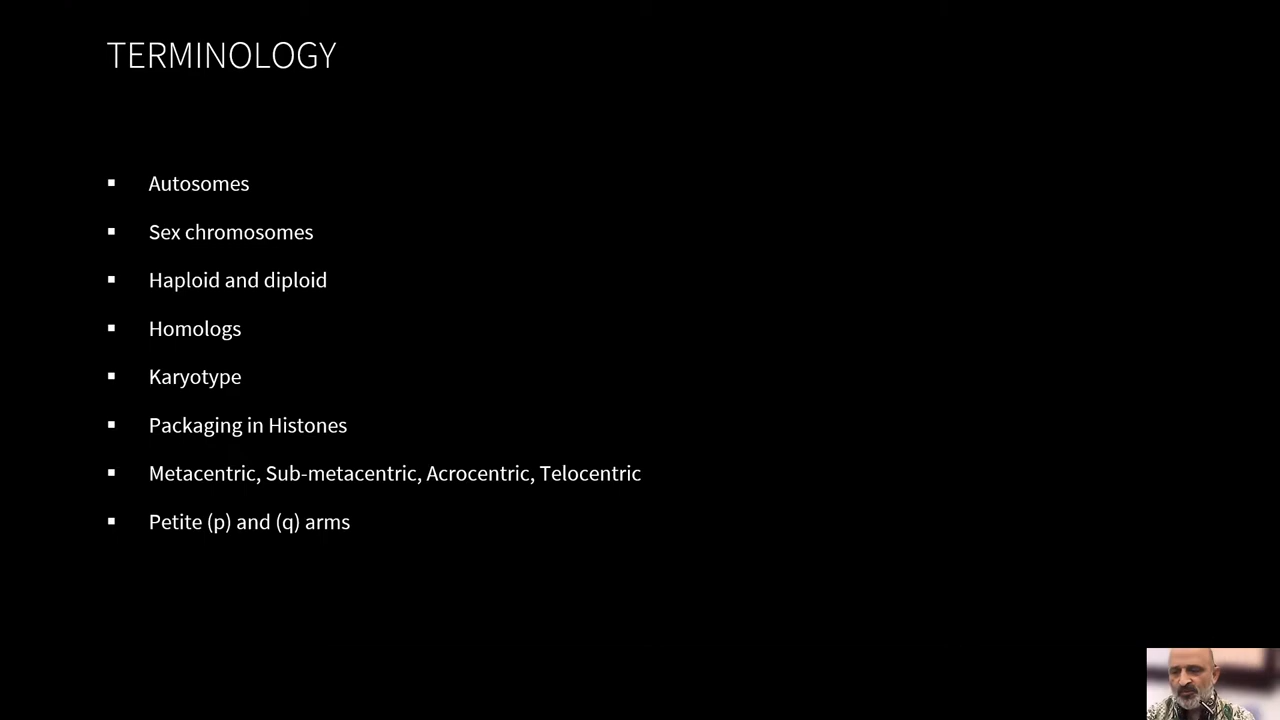 TERMINOLOGY
▪ Autosomes
▪ Sex chromosomes
▪ Haploid and diploid
▪ Homologs
▪ Karyotype
▪ Packaging in Histones
▪ Metacentric, Sub-metacentric, Acrocentric, Telocentric
▪ Petite (p) and (q) arms